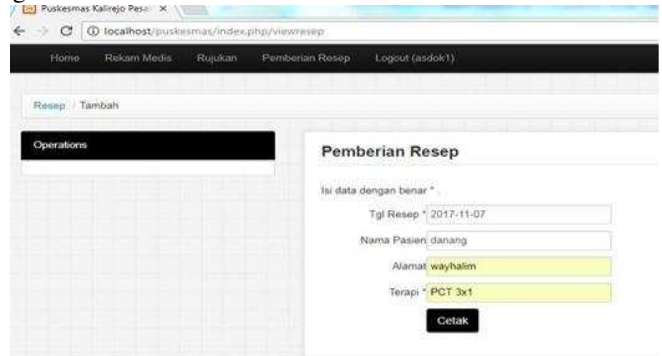 Puskesmas Kalirejo Pesa
localhost/puskesmas/index.php/viewresep
Home Rekam Medis Rujukan Pemberian Resep Logout (asdok1)
Resep / Tambah
Operations
Pemberian Resep
Isi data dengan benar *
Tgl Resep * 2017-11-07
Nama Pasien danang
Alamat wayhalim
Terapi * PCT 3x1
Cetak